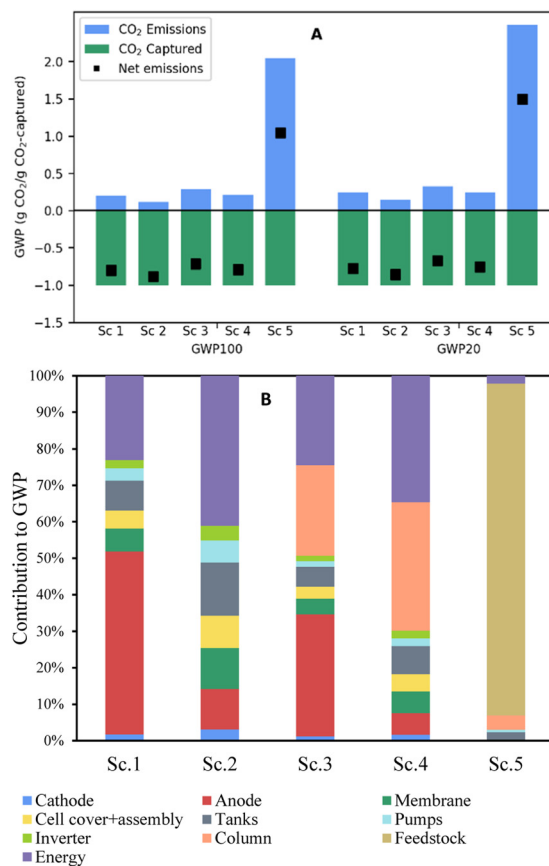 A
CO₂ Emissions
CO₂ Captured
Net emissions
GWP (g CO₂/g CO₂-captured)
2.0
1.5
1.0
0.5
0.0
−0.5
−1.0
−1.5
Sc 1 Sc 2 Sc 3 Sc 4 Sc 5 Sc 1 Sc 2 Sc 3 Sc 4 Sc 5
GWP100 GWP20
B
Contribution to GWP
100%
90%
80%
70%
60%
50%
40%
30%
20%
10%
0%
Sc.1 Sc.2 Sc.3 Sc.4 Sc.5
Cathode Anode Membrane
Cell cover+assembly Tanks Pumps
Inverter Column Feedstock
Energy